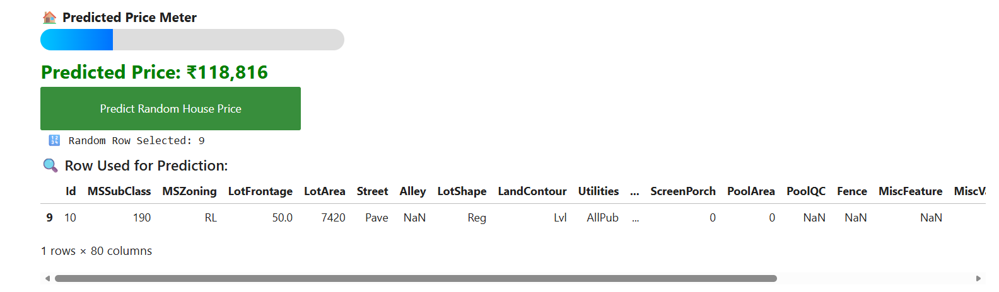 🏠 Predicted Price Meter
Predicted Price: ₹118,816
Predict Random House Price
🔢 Random Row Selected: 9
🔍 Row Used for Prediction:
Id MSSubClass MSZoning LotFrontage LotArea Street Alley LotShape LandContour Utilities ... ScreenPorch PoolArea PoolQC Fence MiscFeature
9 10 190 RL 50.0 7420 Pave NaN Reg Lvl AllPub ... 0 0 NaN NaN NaN
1 rows × 80 columns